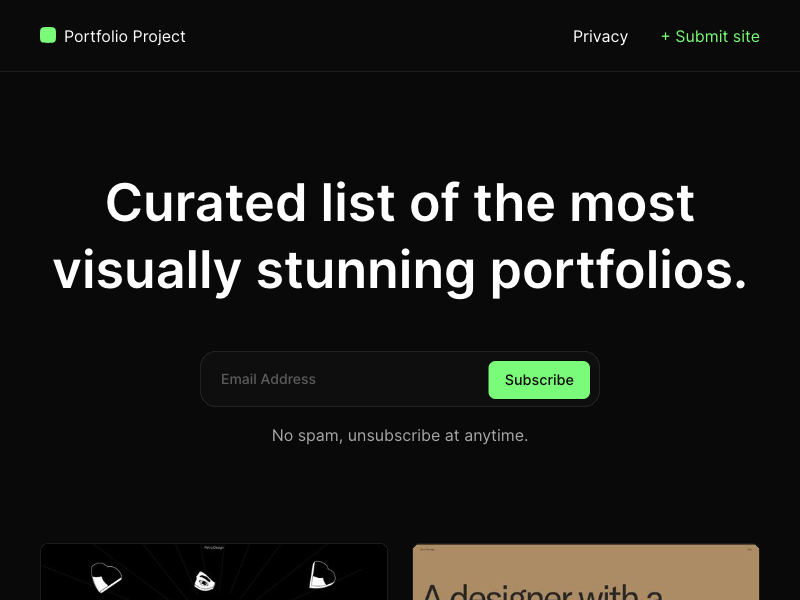 Portfolio Project
Privacy
+ Submit site
Curated list of the most
visually stunning portfolios.
Email Address
Subscribe
No spam, unsubscribe at anytime.
A designer with a